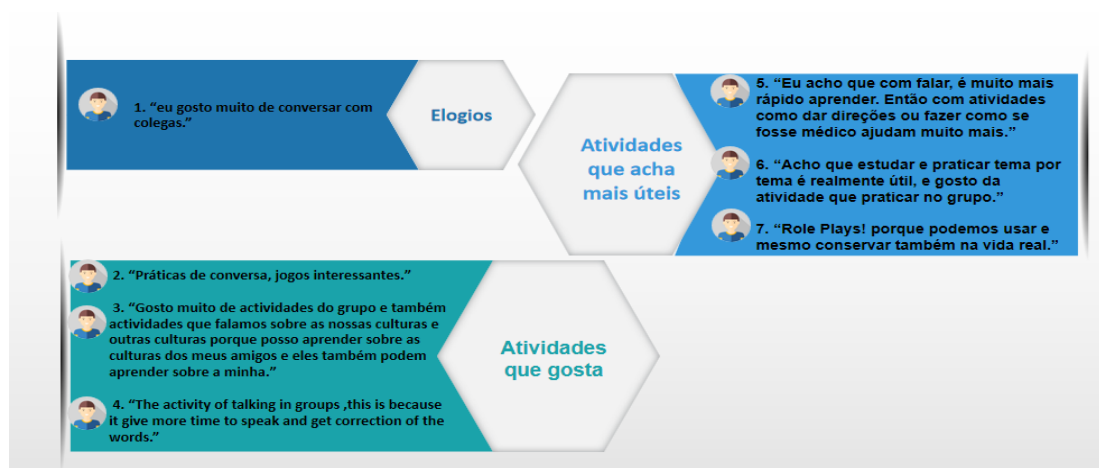 1. “eu gosto muito de conversar com
colegas.”
Elogios
2. “Práticas de conversa, jogos interessantes.”
3. “Gosto muito de actividades do grupo e também
actividades que falamos sobre as nossas culturas e
outras culturas porque posso aprender sobre as
culturas dos meus amigos e eles também podem
aprender sobre a minha.”
4. “The activity of talking in groups ,this is because
it give more time to speak and get correction of the
words.”
Atividades
que gosta
Atividades
que acha
mais úteis
5. “Eu acho que com falar, é muito mais
rápido aprender. Então com atividades
como dar direções ou fazer como se
fosse médico ajudam muito mais.”
6. “Acho que estudar e praticar tema por
tema é realmente útil, e gosto da
atividade que praticar no grupo.”
7. “Role Plays! porque podemos usar e
mesmo conservar também na vida real.”